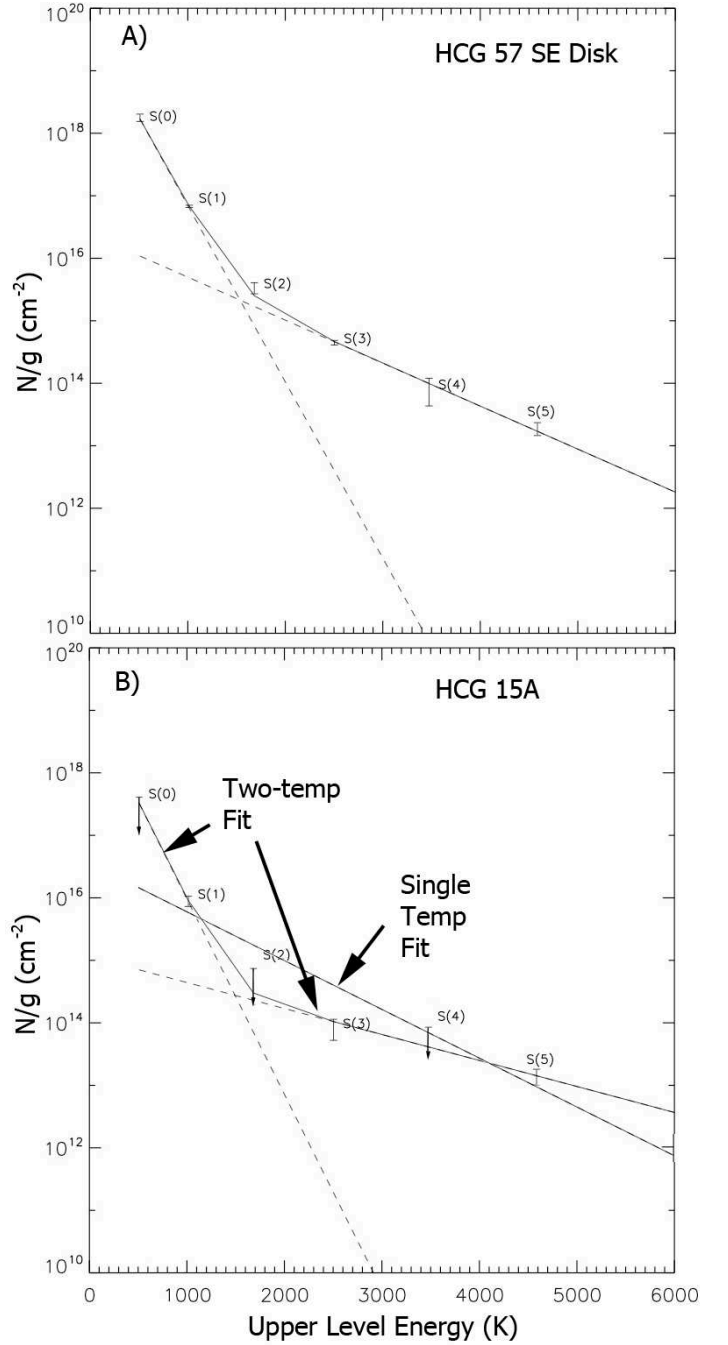 A)
HCG 57 SE Disk
10^20
10^18
10^16
10^14
10^12
10^10
N/g (cm^-2)
S(0)
S(1)
S(2)
S(3)
S(4)
S(5)
B)
HCG 15A
10^20
10^18
10^16
10^14
10^12
10^10
N/g (cm^-2)
S(0)
Two-temp
Fit
S(1)
Single
Temp
Fit
S(2)
S(3)
S(4)
S(5)
0 1000 2000 3000 4000 5000 6000
Upper Level Energy (K)